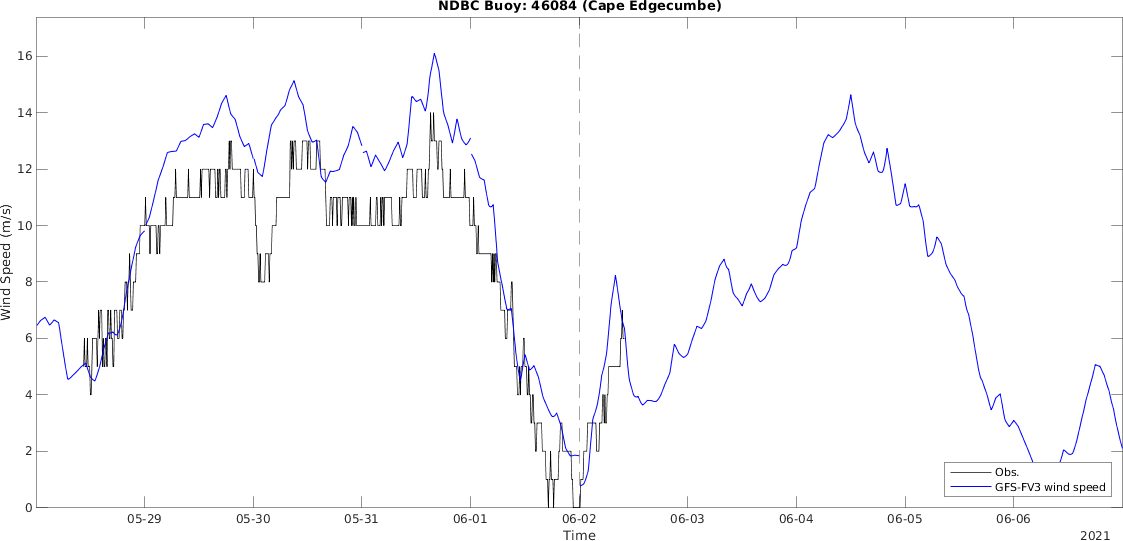 NDBC Buoy: 46084 (Cape Edgecumbe)
Wind Speed (m/s)
16
14
12
10
8
6
4
2
0
Obs.
GFS-FV3 wind speed
05-29 05-30 05-31 06-01 06-02 06-03 06-04 06-05 06-06
Time
2021